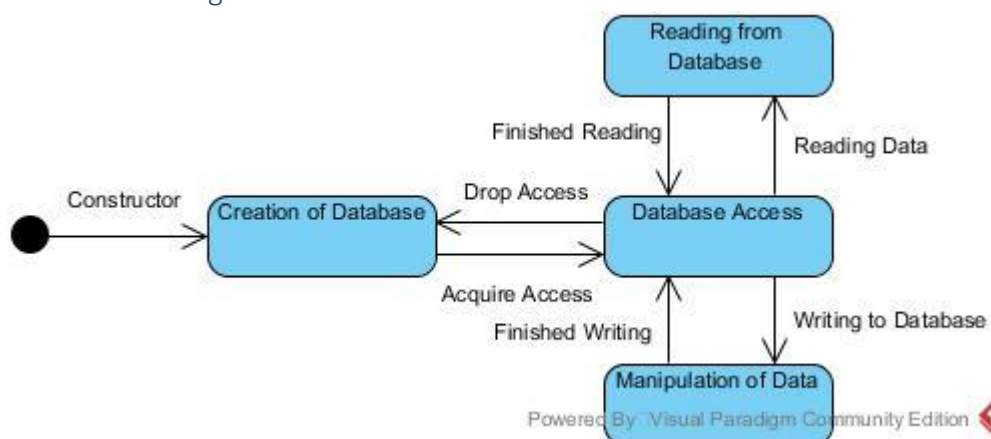 Reading from
Database
Finished Reading
Reading Data
Constructor
Creation of Database
Drop Access
Database Access
Acquire Access
Finished Writing
Writing to Database
Manipulation of Data
Powered By Visual Paradigm Community Edition